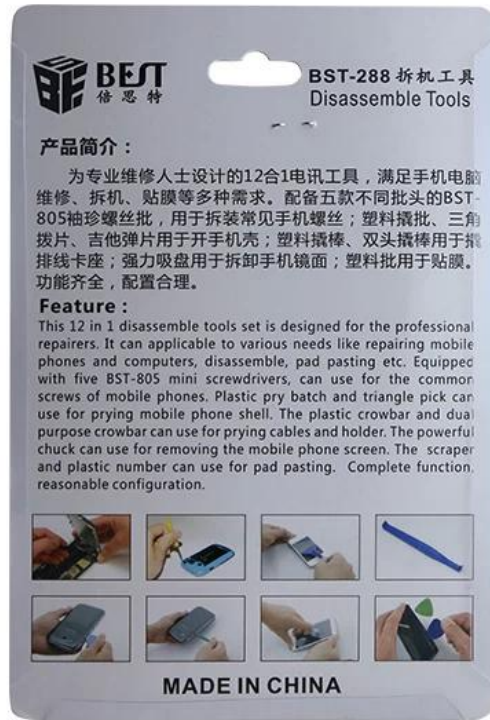 BEST
倍思特
BST-288 拆机工具
Disassemble Tools
产品简介：
为专业维修人士设计的12合1电讯工具，满足手机电脑
维修、拆机、贴膜等多种需求。配备五款不同批头的BST-
805袖珍螺丝批，用于拆装常见手机螺丝；塑料撬批、三角
拨片、吉他弹片用于开手机壳；塑料撬棒、双头撬棒用于撬
排线卡座；强力吸盘用于拆卸手机镜面；塑料批用于贴膜。
功能齐全，配置合理。
Feature :
This 12 in 1 disassemble tools set is designed for the professional
repairers. It can applicable to various needs like repairing mobile
phones and computers, disassemble, pad pasting etc. Equipped
with five BST-805 mini screwdrivers, can use for the common
screws of mobile phones. Plastic pry batch and triangle pick can
use for prying mobile phone shell. The plastic crowbar and dual
purpose crowbar can use for prying cables and holder. The powerful
chuck can use for removing the mobile phone screen. The scraper
and plastic number can use for pad pasting. Complete function,
reasonable configuration.
MADE IN CHINA